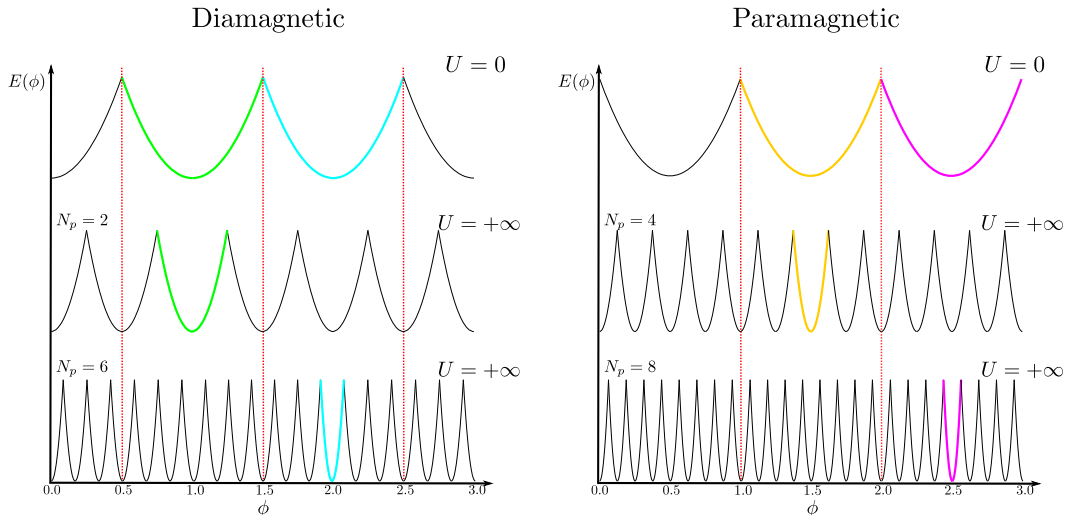 Diamagnetic
E(ϕ)
U = 0
N_p = 2
U = +∞
N_p = 6
U = +∞
0.0 0.5 1.0 1.5 2.0 2.5 3.0
ϕ
Paramagnetic
E(ϕ)
U = 0
N_p = 4
U = +∞
N_p = 8
U = +∞
0.0 0.5 1.0 1.5 2.0 2.5 3.0
ϕ